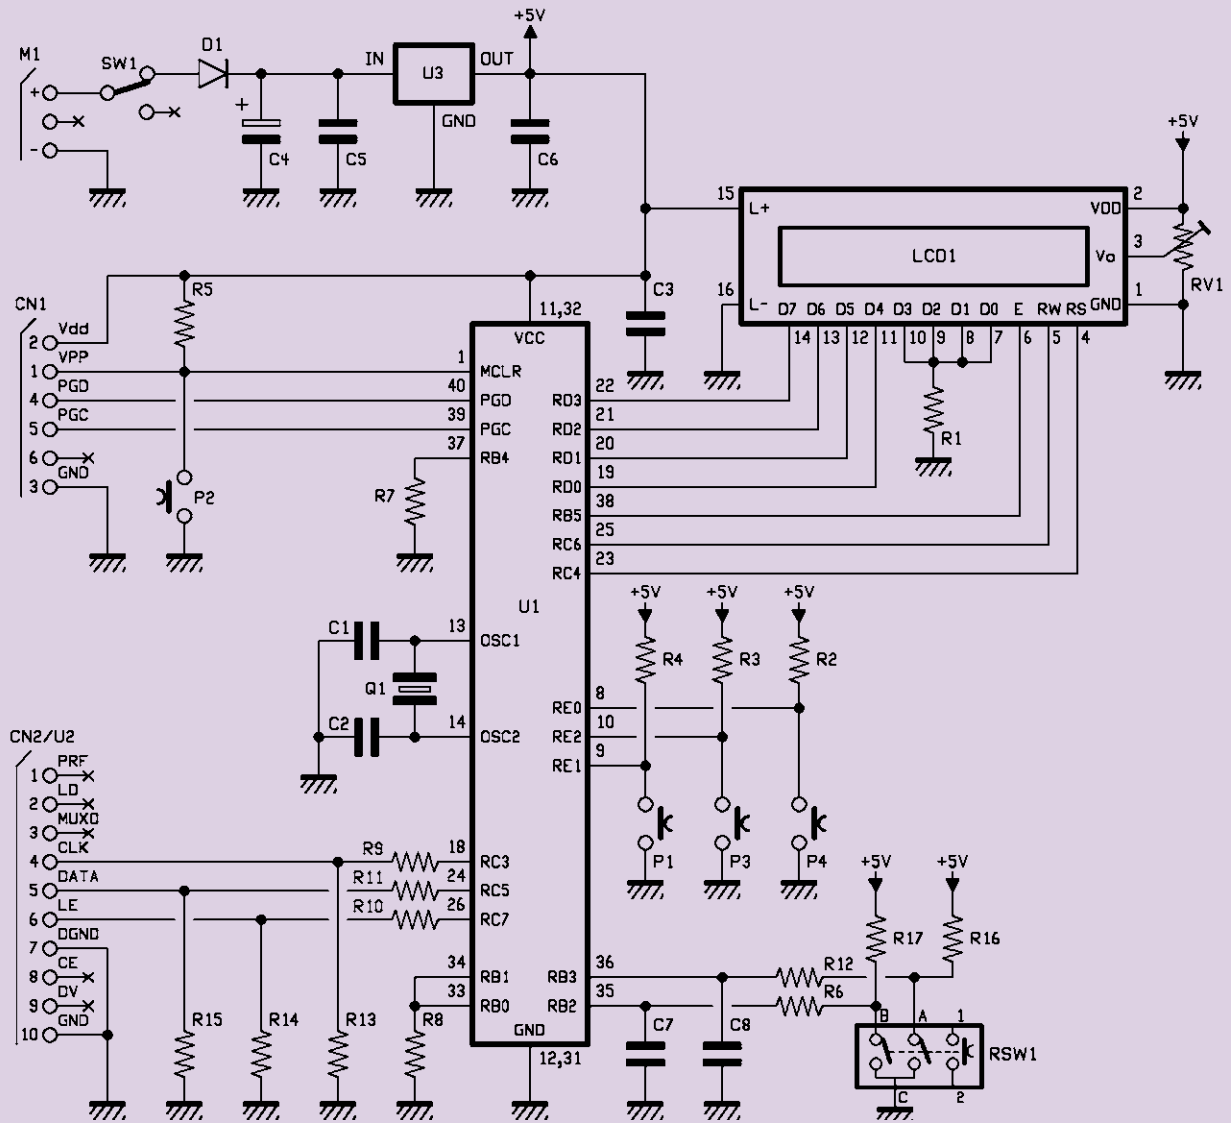 +5V
M1
SW1
D1
IN
U3
OUT
GND
+
-
+
C4
C5
C6
+5V
15
L+
VDD
2
LCD1
Vo
3
RV1
16
L-
GND
1
D7 D6 D5 D4 D3 D2 D1 D0 E RW RS
14 13 12 11 10 9 8 7 6 5 4
R1
CN1
R5
C3
11,32
VCC
2 Vdd
1 VPP
4 PGD
5 PGC
6
3 GND
P2
R7
1 MCLR
40 PGD
39 PGC
37 RB4
RD3 22
RD2 21
RD1 20
RD0 19
RB5 38
RC6 25
RC4 23
U1
+5V +5V +5V
R4 R3 R2
C1
13 OSC1
Q1
C2
14 OSC2
RE0 8
RE2 10
RE1 9
P1 P3 P4
CN2/U2
1 PRF
2 LD
3 MUXO
4 CLK
5 DATA
6 LE
7 DGND
8 CE
9 DV
10 GND
R9 18 RC3
R11 24 RC5
R10 26 RC7
34 RB1
33 RB0
RB3 36
RB2 35
GND
12,31
R15 R14 R13 R8
C7 C8
+5V +5V
R17 R16
R12
R6
B A 1
RSW1
C 2